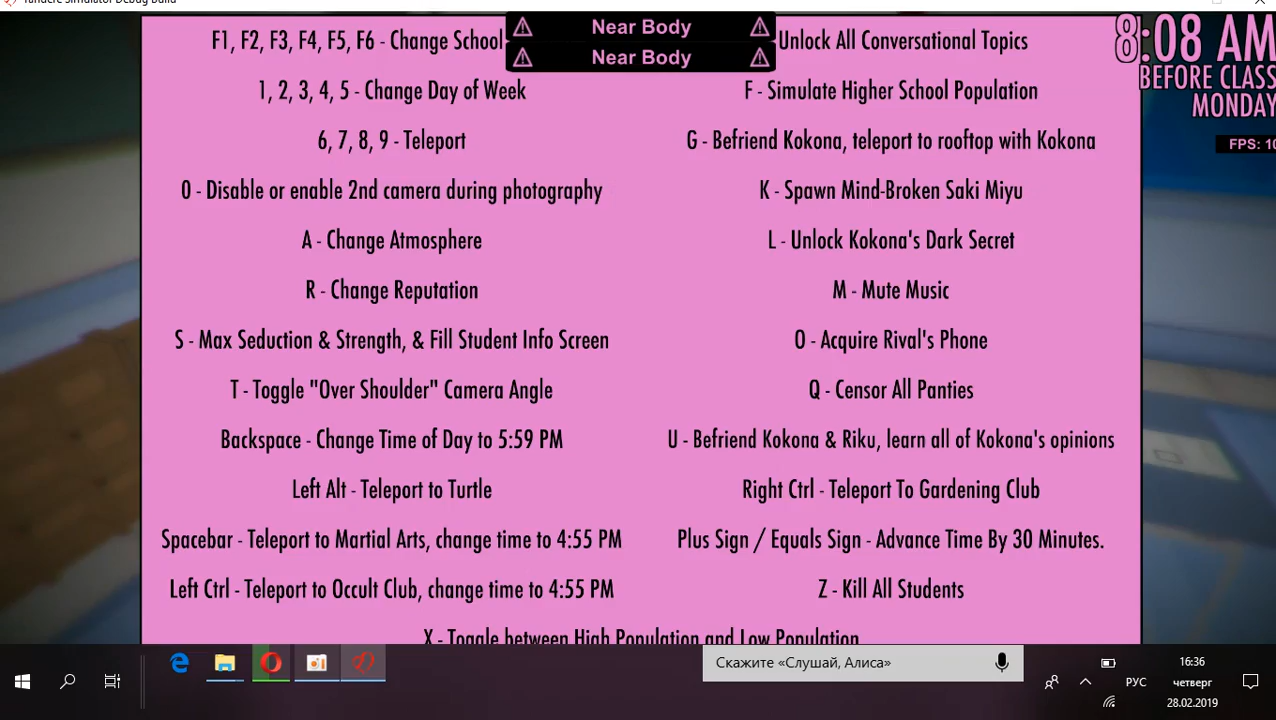 Simulator Debug Build
Near Body
Near Body
8:08 AM
BEFORE CLASS
MONDAY
FPS: 10
F1, F2, F3, F4, F5, F6 - Change School
1, 2, 3, 4, 5 - Change Day of Week
6, 7, 8, 9 - Teleport
0 - Disable or enable 2nd camera during photography
A - Change Atmosphere
R - Change Reputation
S - Max Seduction & Strength, & Fill Student Info Screen
T - Toggle "Over Shoulder" Camera Angle
Backspace - Change Time of Day to 5:59 PM
Left Alt - Teleport to Turtle
Spacebar - Teleport to Martial Arts, change time to 4:55 PM
Left Ctrl - Teleport to Occult Club, change time to 4:55 PM
Unlock All Conversational Topics
F - Simulate Higher School Population
G - Befriend Kokona, teleport to rooftop with Kokona
K - Spawn Mind-Broken Saki Miyu
L - Unlock Kokona's Dark Secret
M - Mute Music
O - Acquire Rival's Phone
Q - Censor All Panties
U - Befriend Kokona & Riku, learn all of Kokona's opinions
Right Ctrl - Teleport To Gardening Club
Plus Sign / Equals Sign - Advance Time By 30 Minutes.
Z - Kill All Students
X - Toggle between High Population and Low Population
Скажите «Слушай, Алиса»
РУС
16:36
четверг
28.02.2019